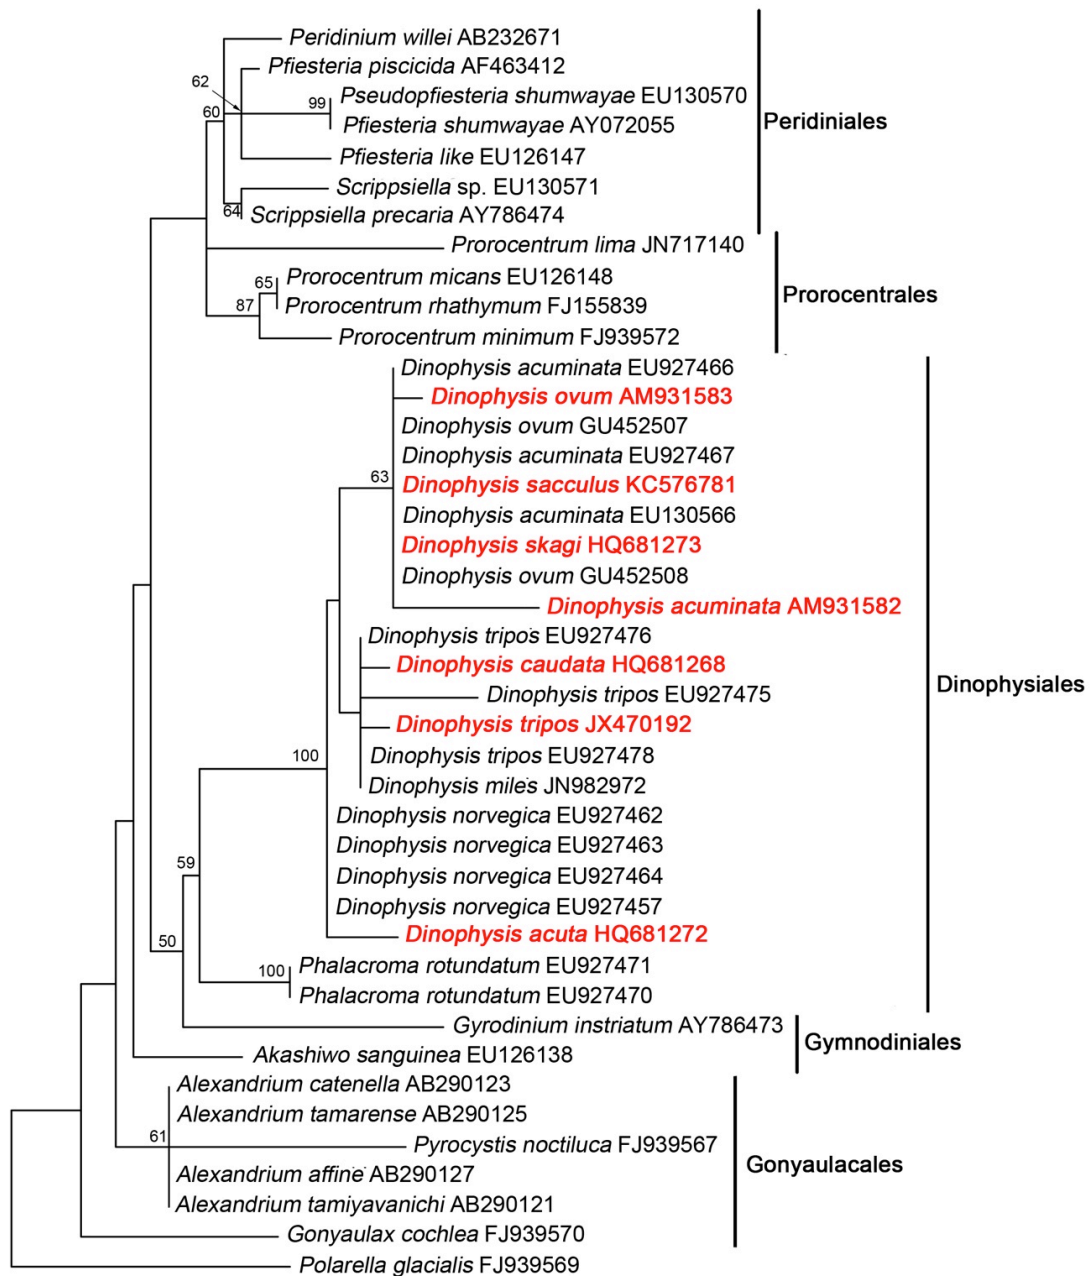 Peridinium willei AB232671
Pfiesteria piscicida AF463412
62
Pseudopfiesteria shumwayae EU130570
99
60
Pfiesteria shumwayae AY072055
Peridiniales
Pfiesteria like EU126147
Scrippsiella sp. EU130571
64
Scrippsiella precaria AY786474
Prorocentrum lima JN717140
Prorocentrum micans EU126148
65
Prorocentrales
87
Prorocentrum rhathymum FJ155839
Prorocentrum minimum FJ939572
Dinophysis acuminata EU927466
Dinophysis ovum AM931583
Dinophysis ovum GU452507
Dinophysis acuminata EU927467
63
Dinophysis sacculus KC576781
Dinophysis acuminata EU130566
Dinophysis skagi HQ681273
Dinophysis ovum GU452508
Dinophysis acuminata AM931582
Dinophysis tripos EU927476
Dinophysis caudata HQ681268
Dinophysiales
Dinophysis tripos EU927475
Dinophysis tripos JX470192
100
Dinophysis tripos EU927478
Dinophysis miles JN982972
Dinophysis norvegica EU927462
Dinophysis norvegica EU927463
59
Dinophysis norvegica EU927464
Dinophysis norvegica EU927457
Dinophysis acuta HQ681272
50
Phalacroma rotundatum EU927471
100
Phalacroma rotundatum EU927470
Gyrodinium instriatum AY786473
Gymnodiniales
Akashiwo sanguinea EU126138
Alexandrium catenella AB290123
Alexandrium tamarense AB290125
61
Pyrocystis noctiluca FJ939567
Gonyaulacales
Alexandrium affine AB290127
Alexandrium tamiyavanichi AB290121
Gonyaulax cochlea FJ939570
Polarella glacialis FJ939569